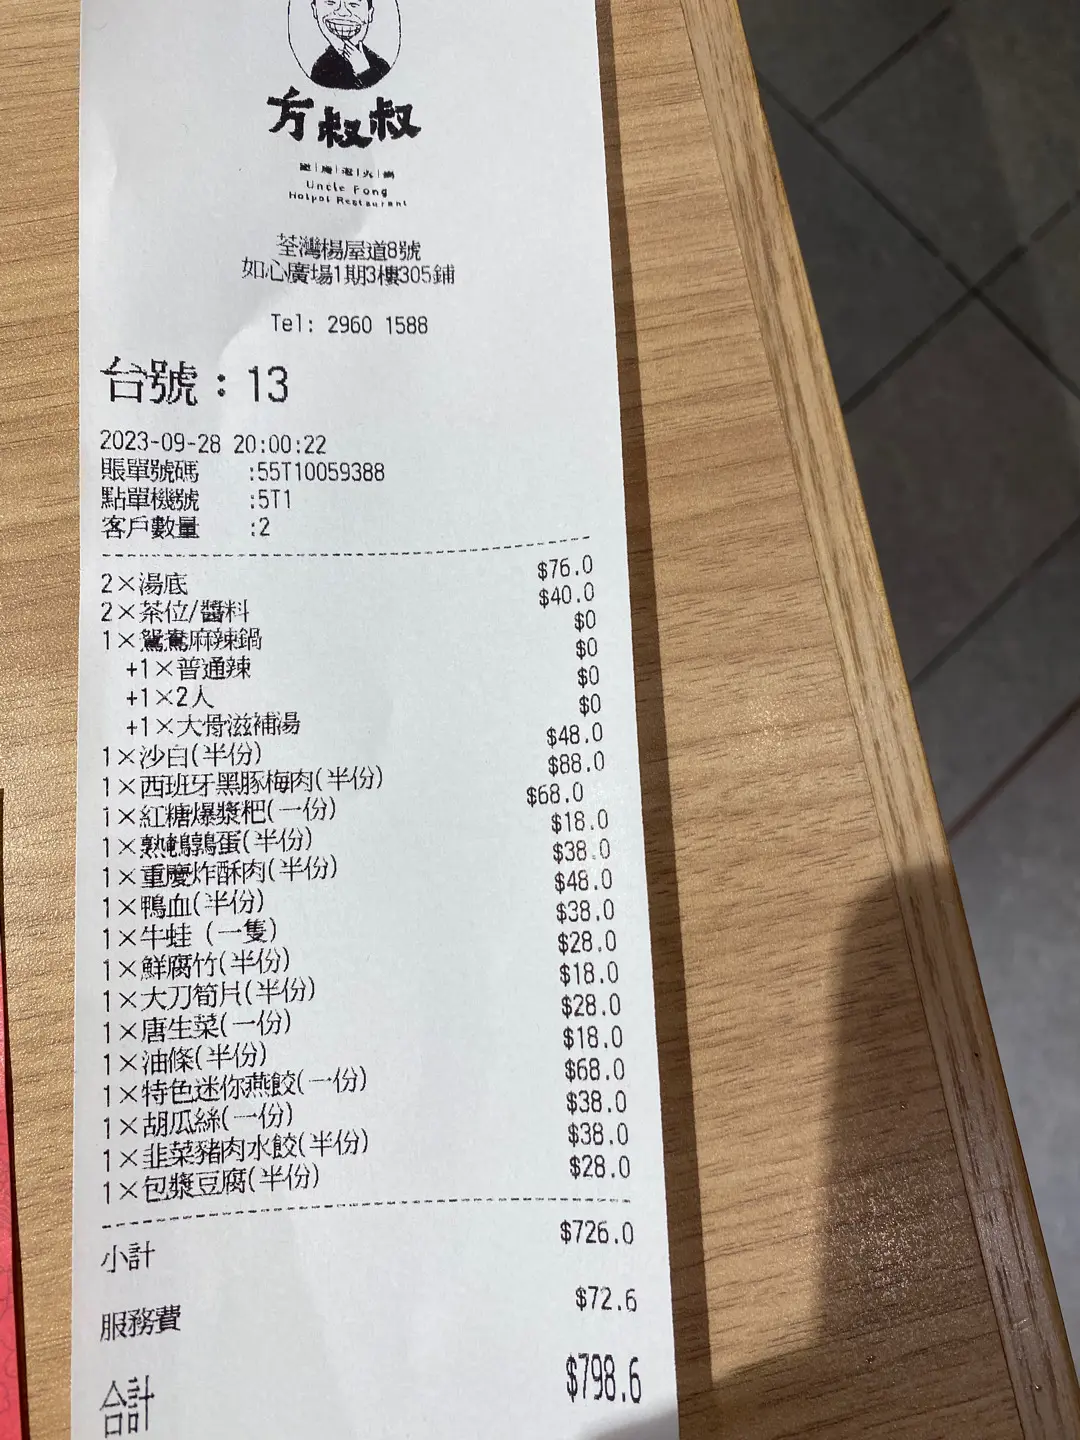 方叔叔
重慶老火鍋
Uncle Fong
Hotpot Restaurant
荃灣楊屋道8號
如心廣場1期3樓305鋪
Tel: 2960 1588
台號：13
2023-09-28 20:00:22
賬單號碼 :55T10059388
點單機號 :5T1
客戶數量 :2
2×湯底 $76.0
2×茶位/醬料 $40.0
1×鴛鴦麻辣鍋 $0
+1×普通辣 $0
+1×2人 $0
+1×大骨滋補湯 $0
1×沙白(半份) $48.0
1×西班牙黑豚梅肉(半份) $88.0
1×紅糖爆漿粑(一份) $68.0
1×熟鵪鶉蛋(半份) $18.0
1×重慶炸酥肉(半份) $38.0
1×鴨血(半份) $48.0
1×牛蛙 (一隻) $38.0
1×鮮腐竹(半份) $28.0
1×大刀筍片(半份) $18.0
1×唐生菜(一份) $28.0
1×油條(半份) $18.0
1×特色迷你燕餃(一份) $68.0
1×胡瓜絲(一份) $38.0
1×韭菜豬肉水餃(半份) $38.0
1×包漿豆腐(半份) $28.0
小計 $726.0
服務費 $72.6
合計 $798.6